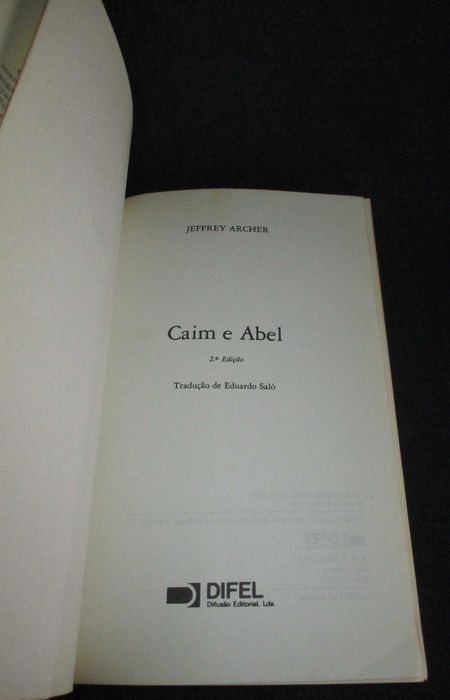 JEFFREY ARCHER
Caim e Abel
2.ª Edição
Tradução de Eduardo Saló
DIFEL
Difusão Editorial, Lda.